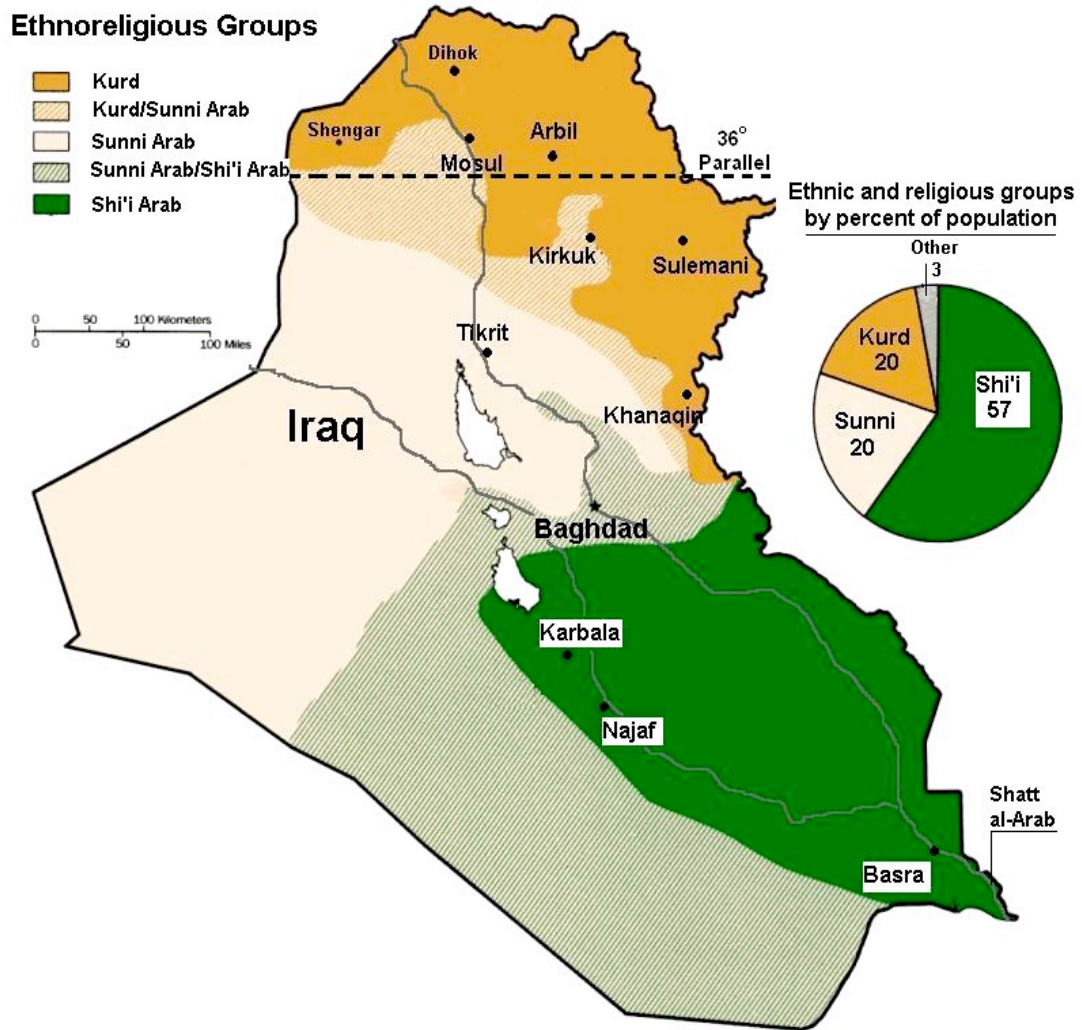 Ethnoreligious Groups
Kurd
Kurd/Sunni Arab
Sunni Arab
Sunni Arab/Shi'i Arab
Shi'i Arab
0 50 100 Kilometers
0 50 100 Miles
Dihok
Shengar
Mosul
Arbil
36°
Parallel
Kirkuk
Sulemani
Tikrit
Khanaqin
Iraq
Baghdad
Karbala
Najaf
Basra
Shatt
al-Arab
Ethnic and religious groups
by percent of population
Other
3
Kurd
20
Sunni
20
Shi'i
57